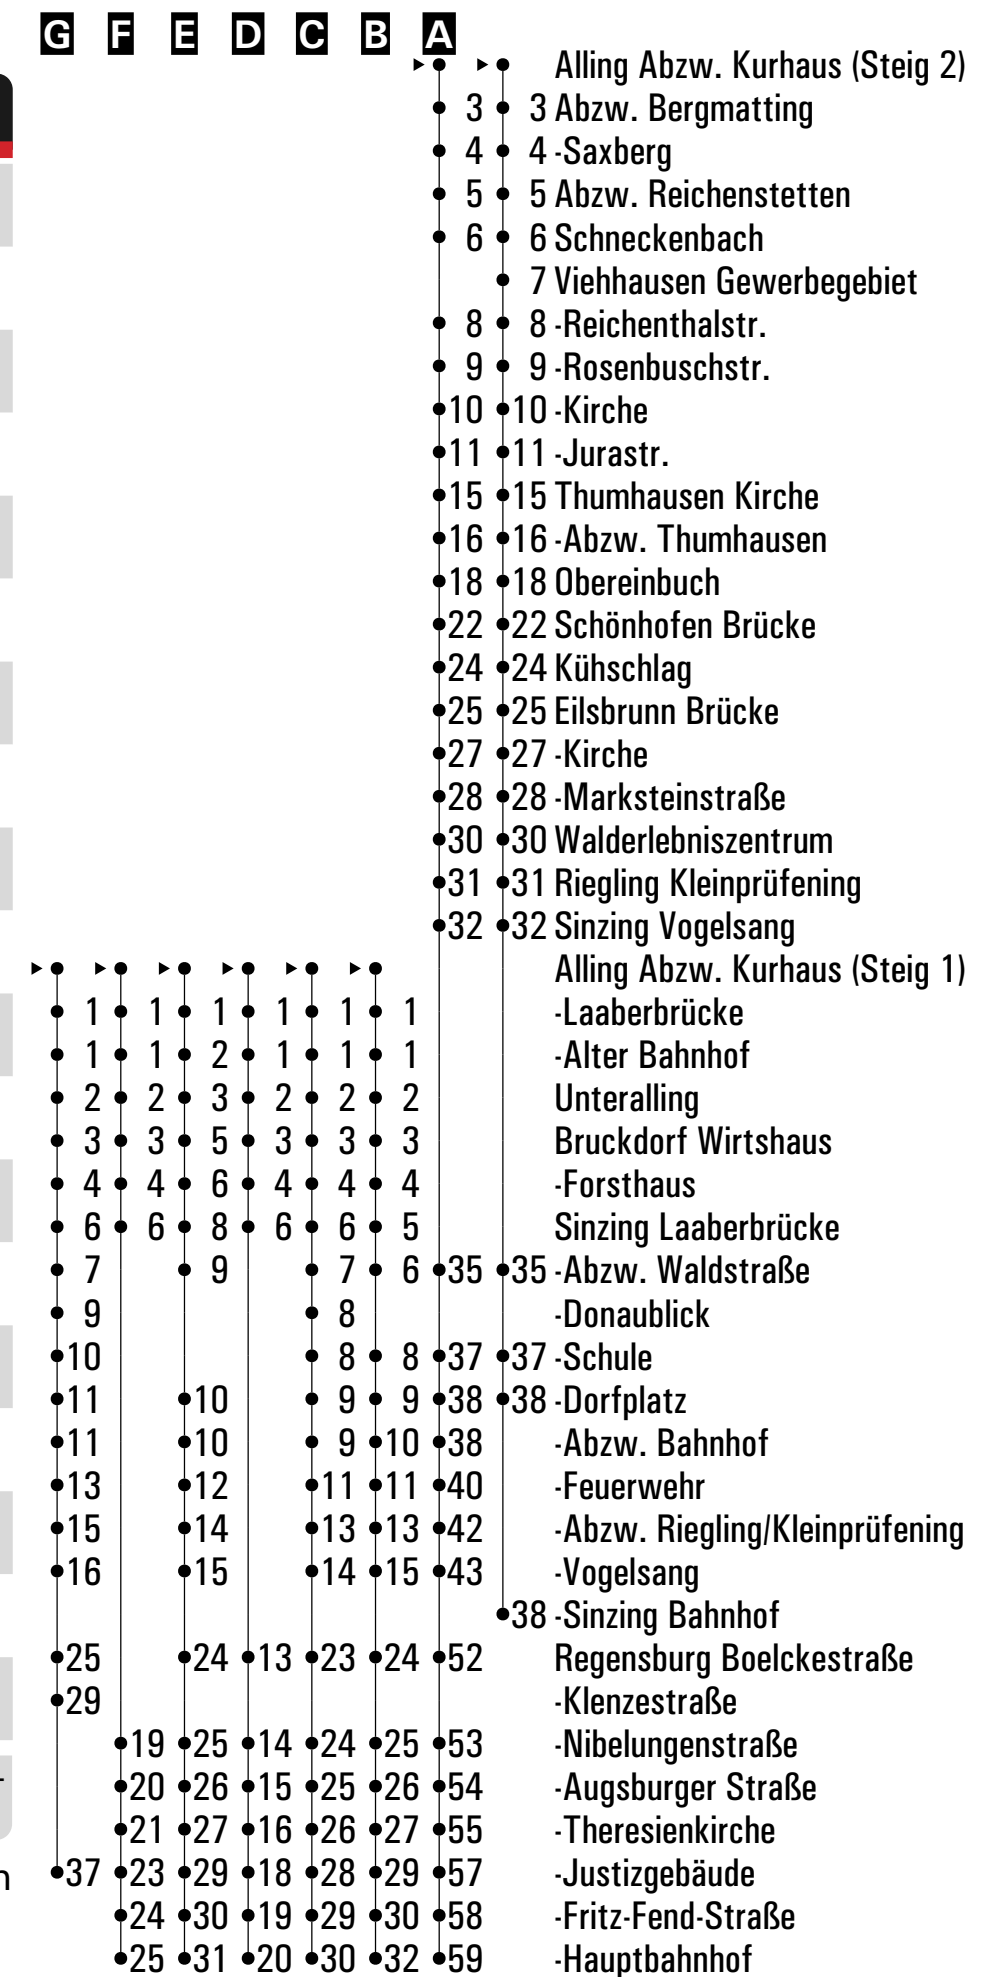 G F E D C B A
Alling Abzw. Kurhaus (Steig 2)
3 3 Abzw. Bergmatting
4 4 -Saxberg
5 5 Abzw. Reichenstetten
6 6 Schneckenbach
7 Viehhausen Gewerbegebiet
8 8 -Reichenthalstr.
9 9 -Rosenbuschstr.
10 10 -Kirche
11 11 -Jurastr.
15 15 Thumhausen Kirche
16 16 -Abzw. Thumhausen
18 18 Obereinbuch
22 22 Schönhofen Brücke
24 24 Kühschlag
25 25 Eilsbrunn Brücke
27 27 -Kirche
28 28 -Marksteinstraße
30 30 Walderlebniszentrum
31 31 Riegling Kleinprüfening
32 32 Sinzing Vogelsang
Alling Abzw. Kurhaus (Steig 1)
1 1 1 1 1 1 -Laaberbrücke
1 1 2 1 1 1 -Alter Bahnhof
2 2 3 2 2 2 Unteralling
3 3 5 3 3 3 Bruckdorf Wirtshaus
4 4 6 4 4 4 -Forsthaus
6 6 8 6 6 5 Sinzing Laaberbrücke
7 9 7 6 35 35 -Abzw. Waldstraße
9 8 -Donaublick
10 8 8 37 37 -Schule
11 10 9 9 38 38 -Dorfplatz
11 10 9 10 38 -Abzw. Bahnhof
13 12 11 11 40 -Feuerwehr
15 14 13 13 42 -Abzw. Riegling/Kleinprüfening
16 15 14 15 43 -Vogelsang
38 -Sinzing Bahnhof
25 24 13 23 24 52 Regensburg Boelckestraße
29 -Klenzestraße
19 25 14 24 25 53 -Nibelungenstraße
20 26 15 25 26 54 -Augsburger Straße
21 27 16 26 27 55 -Theresienkirche
37 23 29 18 28 29 57 -Justizgebäude
24 30 19 29 30 58 -Fritz-Fend-Straße
25 31 20 30 32 59 -Hauptbahnhof